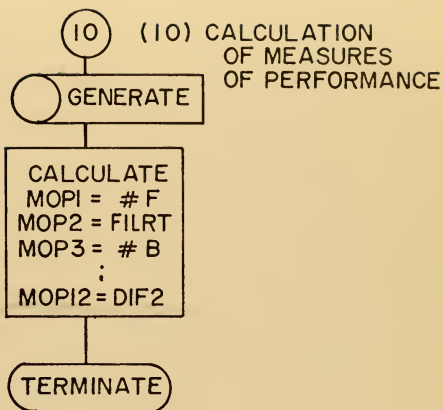 10 (10) CALCULATION
OF MEASURES
OF PERFORMANCE
GENERATE
CALCULATE
MOP1 = # F
MOP2 = FILRT
MOP3 = # B
:
MOP12 = DIF2
TERMINATE